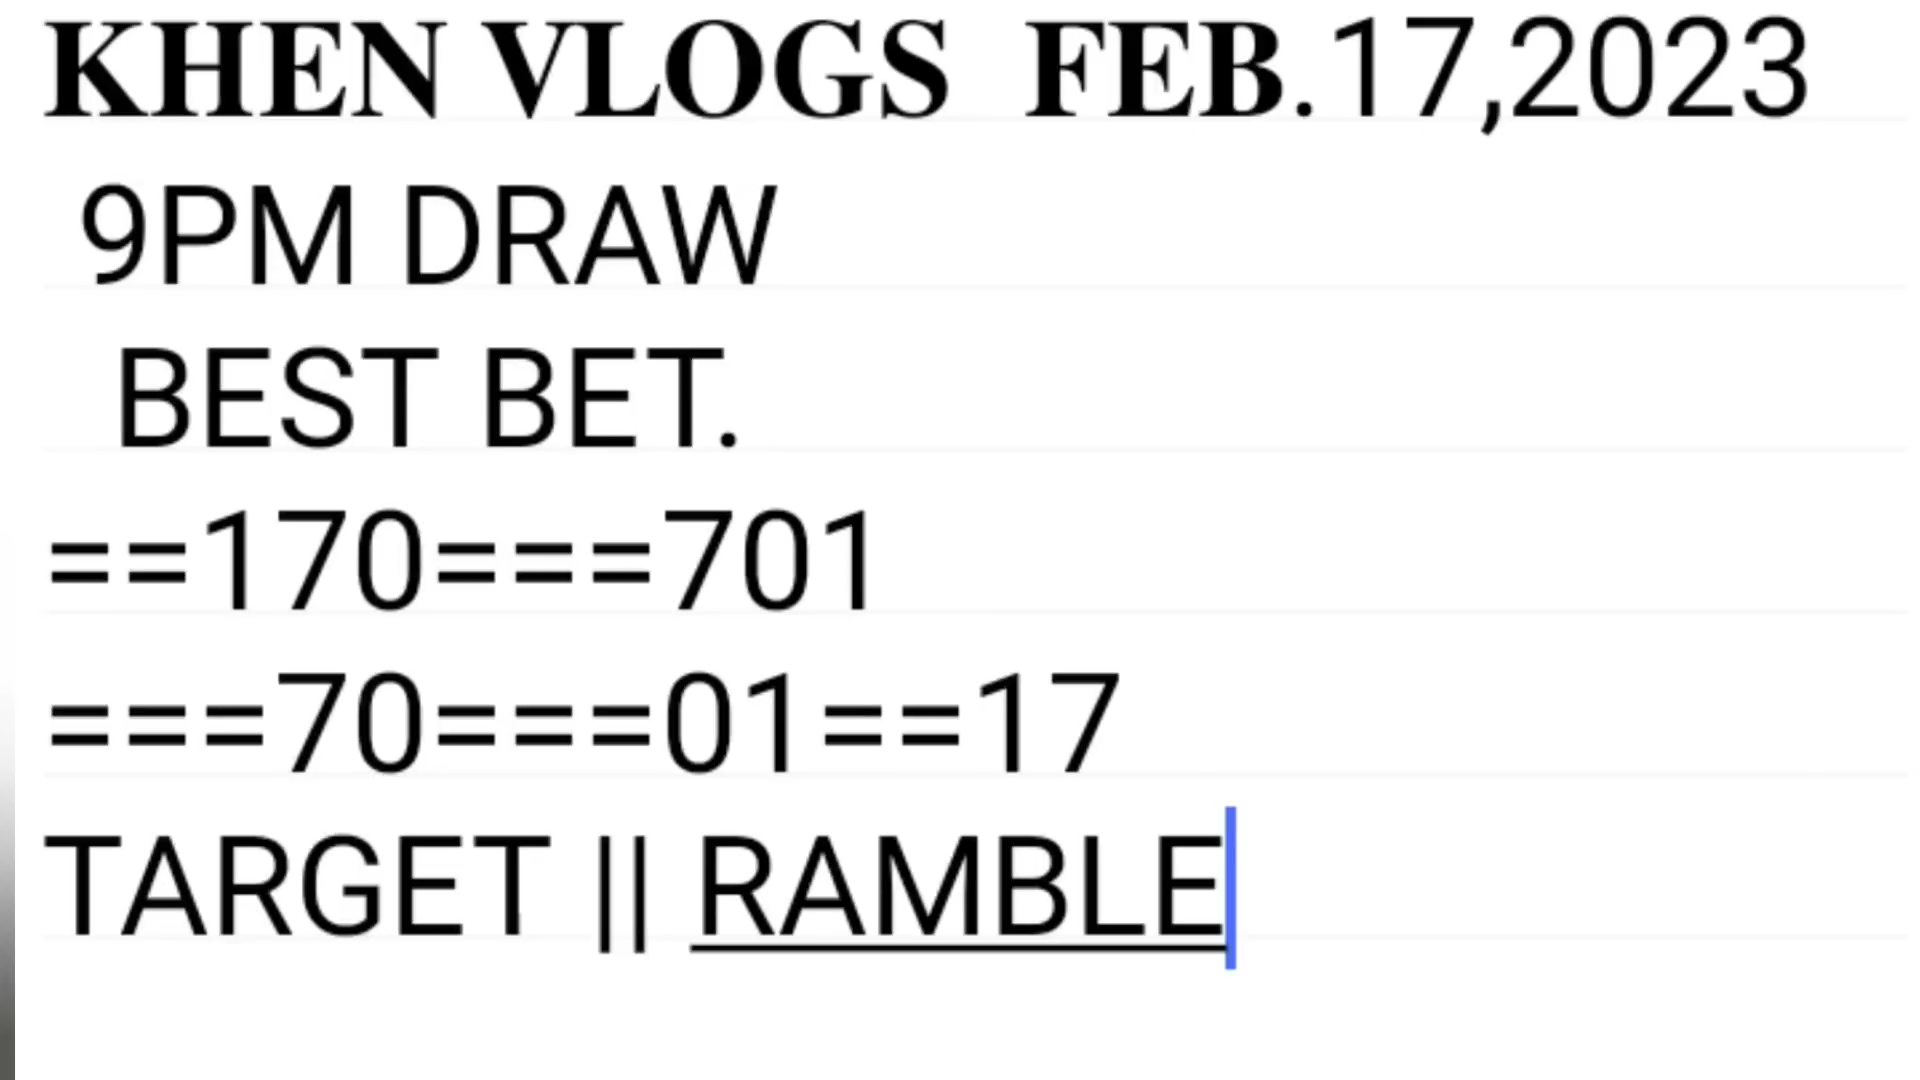 KHEN VLOGS  FEB.17,2023
9PM DRAW
BEST BET.
==170===701
===70===01==17
TARGET || RAMBLE